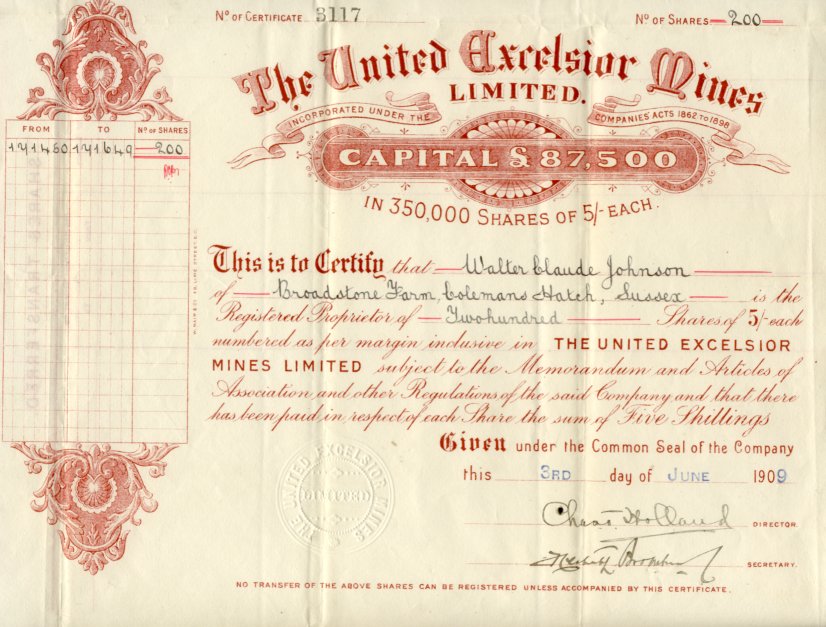 Nº OF CERTIFICATE 3117
Nº OF SHARES 200
The United Excelsior Mines
LIMITED.
INCORPORATED UNDER THE COMPANIES ACTS 1862 TO 1898
CAPITAL £ 87,500
IN 350,000 SHARES OF 5/- EACH.
FROM TO Nº OF SHARES
141450 141649 200
This is to Certify that Walter Claude Johnson
of Broadstone Farm, Colemans Hatch, Sussex is the
Registered Proprietor of Twohundred Shares of 5/- each
numbered as per margin inclusive in THE UNITED EXCELSIOR
MINES LIMITED subject to the Memorandum and Articles of
Association and other Regulations of the said Company and that there
has been paid in respect of each Share the sum of Five Shillings
Given under the Common Seal of the Company
this 3RD day of JUNE 1909
THE UNITED EXCELSIOR MINES
LIMITED
Chas. Holland DIRECTOR.
SECRETARY.
NO TRANSFER OF THE ABOVE SHARES CAN BE REGISTERED UNLESS ACCOMPANIED BY THIS CERTIFICATE.